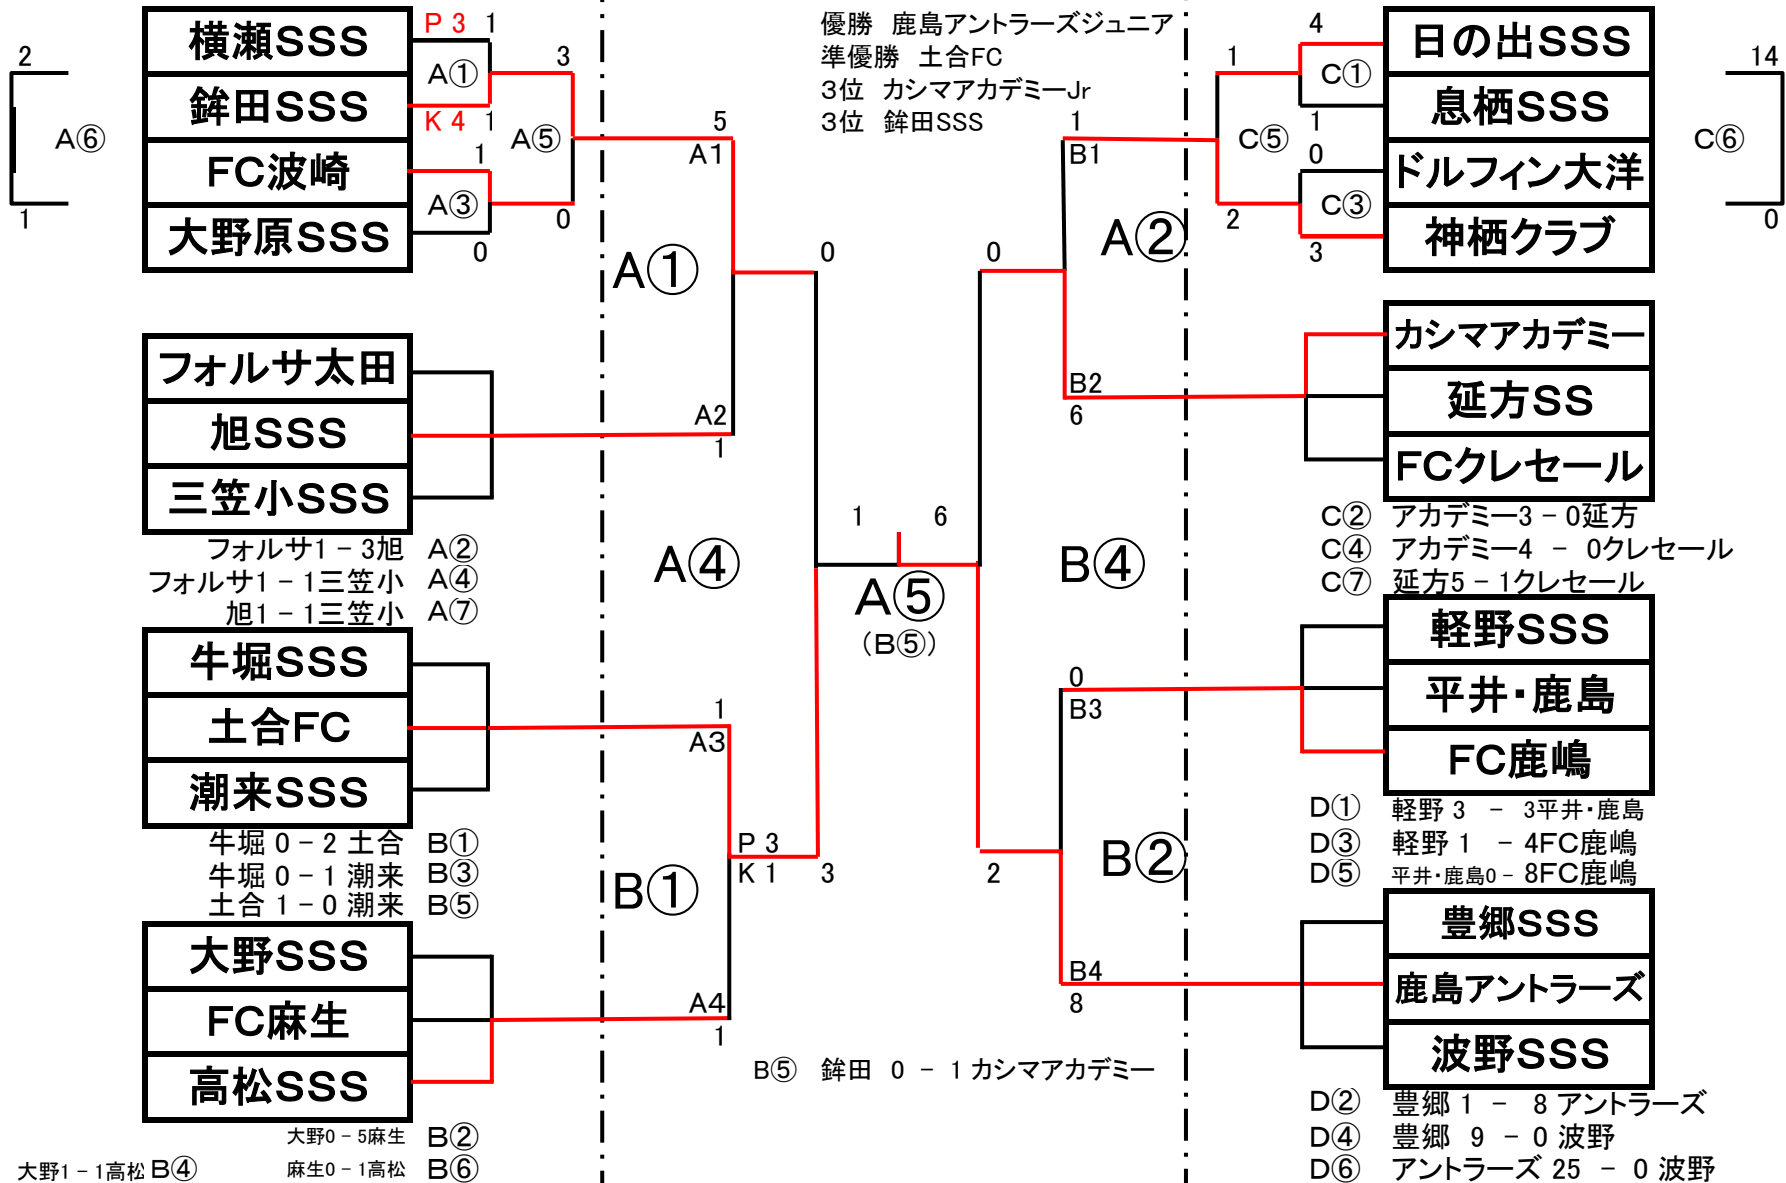 優勝 鹿島アントラーズジュニア
準優勝 土合FC
3位 カシマアカデミーJr
3位 鉾田SSS
2
A⑥
1
横瀬SSS
鉾田SSS
FC波崎
大野原SSS
P 3 1
A①
K 4 1
1
A③
0
3
A⑤
0
5
A1
A①
A2
1
フォルサ太田
旭SSS
三笠小SSS
フォルサ1－3旭 A②
フォルサ1－1三笠小 A④
旭1－1三笠小 A⑦
牛堀SSS
土合FC
潮来SSS
牛堀 0－2 土合 B①
牛堀 0－1 潮来 B③
土合 1－0 潮来 B⑤
大野SSS
FC麻生
高松SSS
大野0－5麻生 B②
大野1－1高松 B④
麻生0－1高松 B⑥
1
A3
P 3
K 1
B①
A4
1
0
A④
3
1 6
A⑤
（B⑤）
0
B④
2
1
B1
A②
B2
6
0
B3
B②
B4
8
B⑤ 鉾田 0 － 1 カシマアカデミー
4
C①
1
0
C③
3
1
C⑤
2
日の出SSS
息栖SSS
ドルフィン大洋
神栖クラブ
14
C⑥
0
カシマアカデミー
延方SS
FCクレセール
C② アカデミー3－0延方
C④ アカデミー4 － 0クレセール
C⑦ 延方5－1クレセール
軽野SSS
平井・鹿島
FC鹿嶋
D① 軽野 3 － 3平井・鹿島
D③ 軽野 1 －4FC鹿嶋
D⑤ 平井・鹿島0－8FC鹿嶋
豊郷SSS
鹿島アントラーズ
波野SSS
D② 豊郷 1 － 8 アントラーズ
D④ 豊郷 9 －0 波野
D⑥ アントラーズ 25 －0 波野